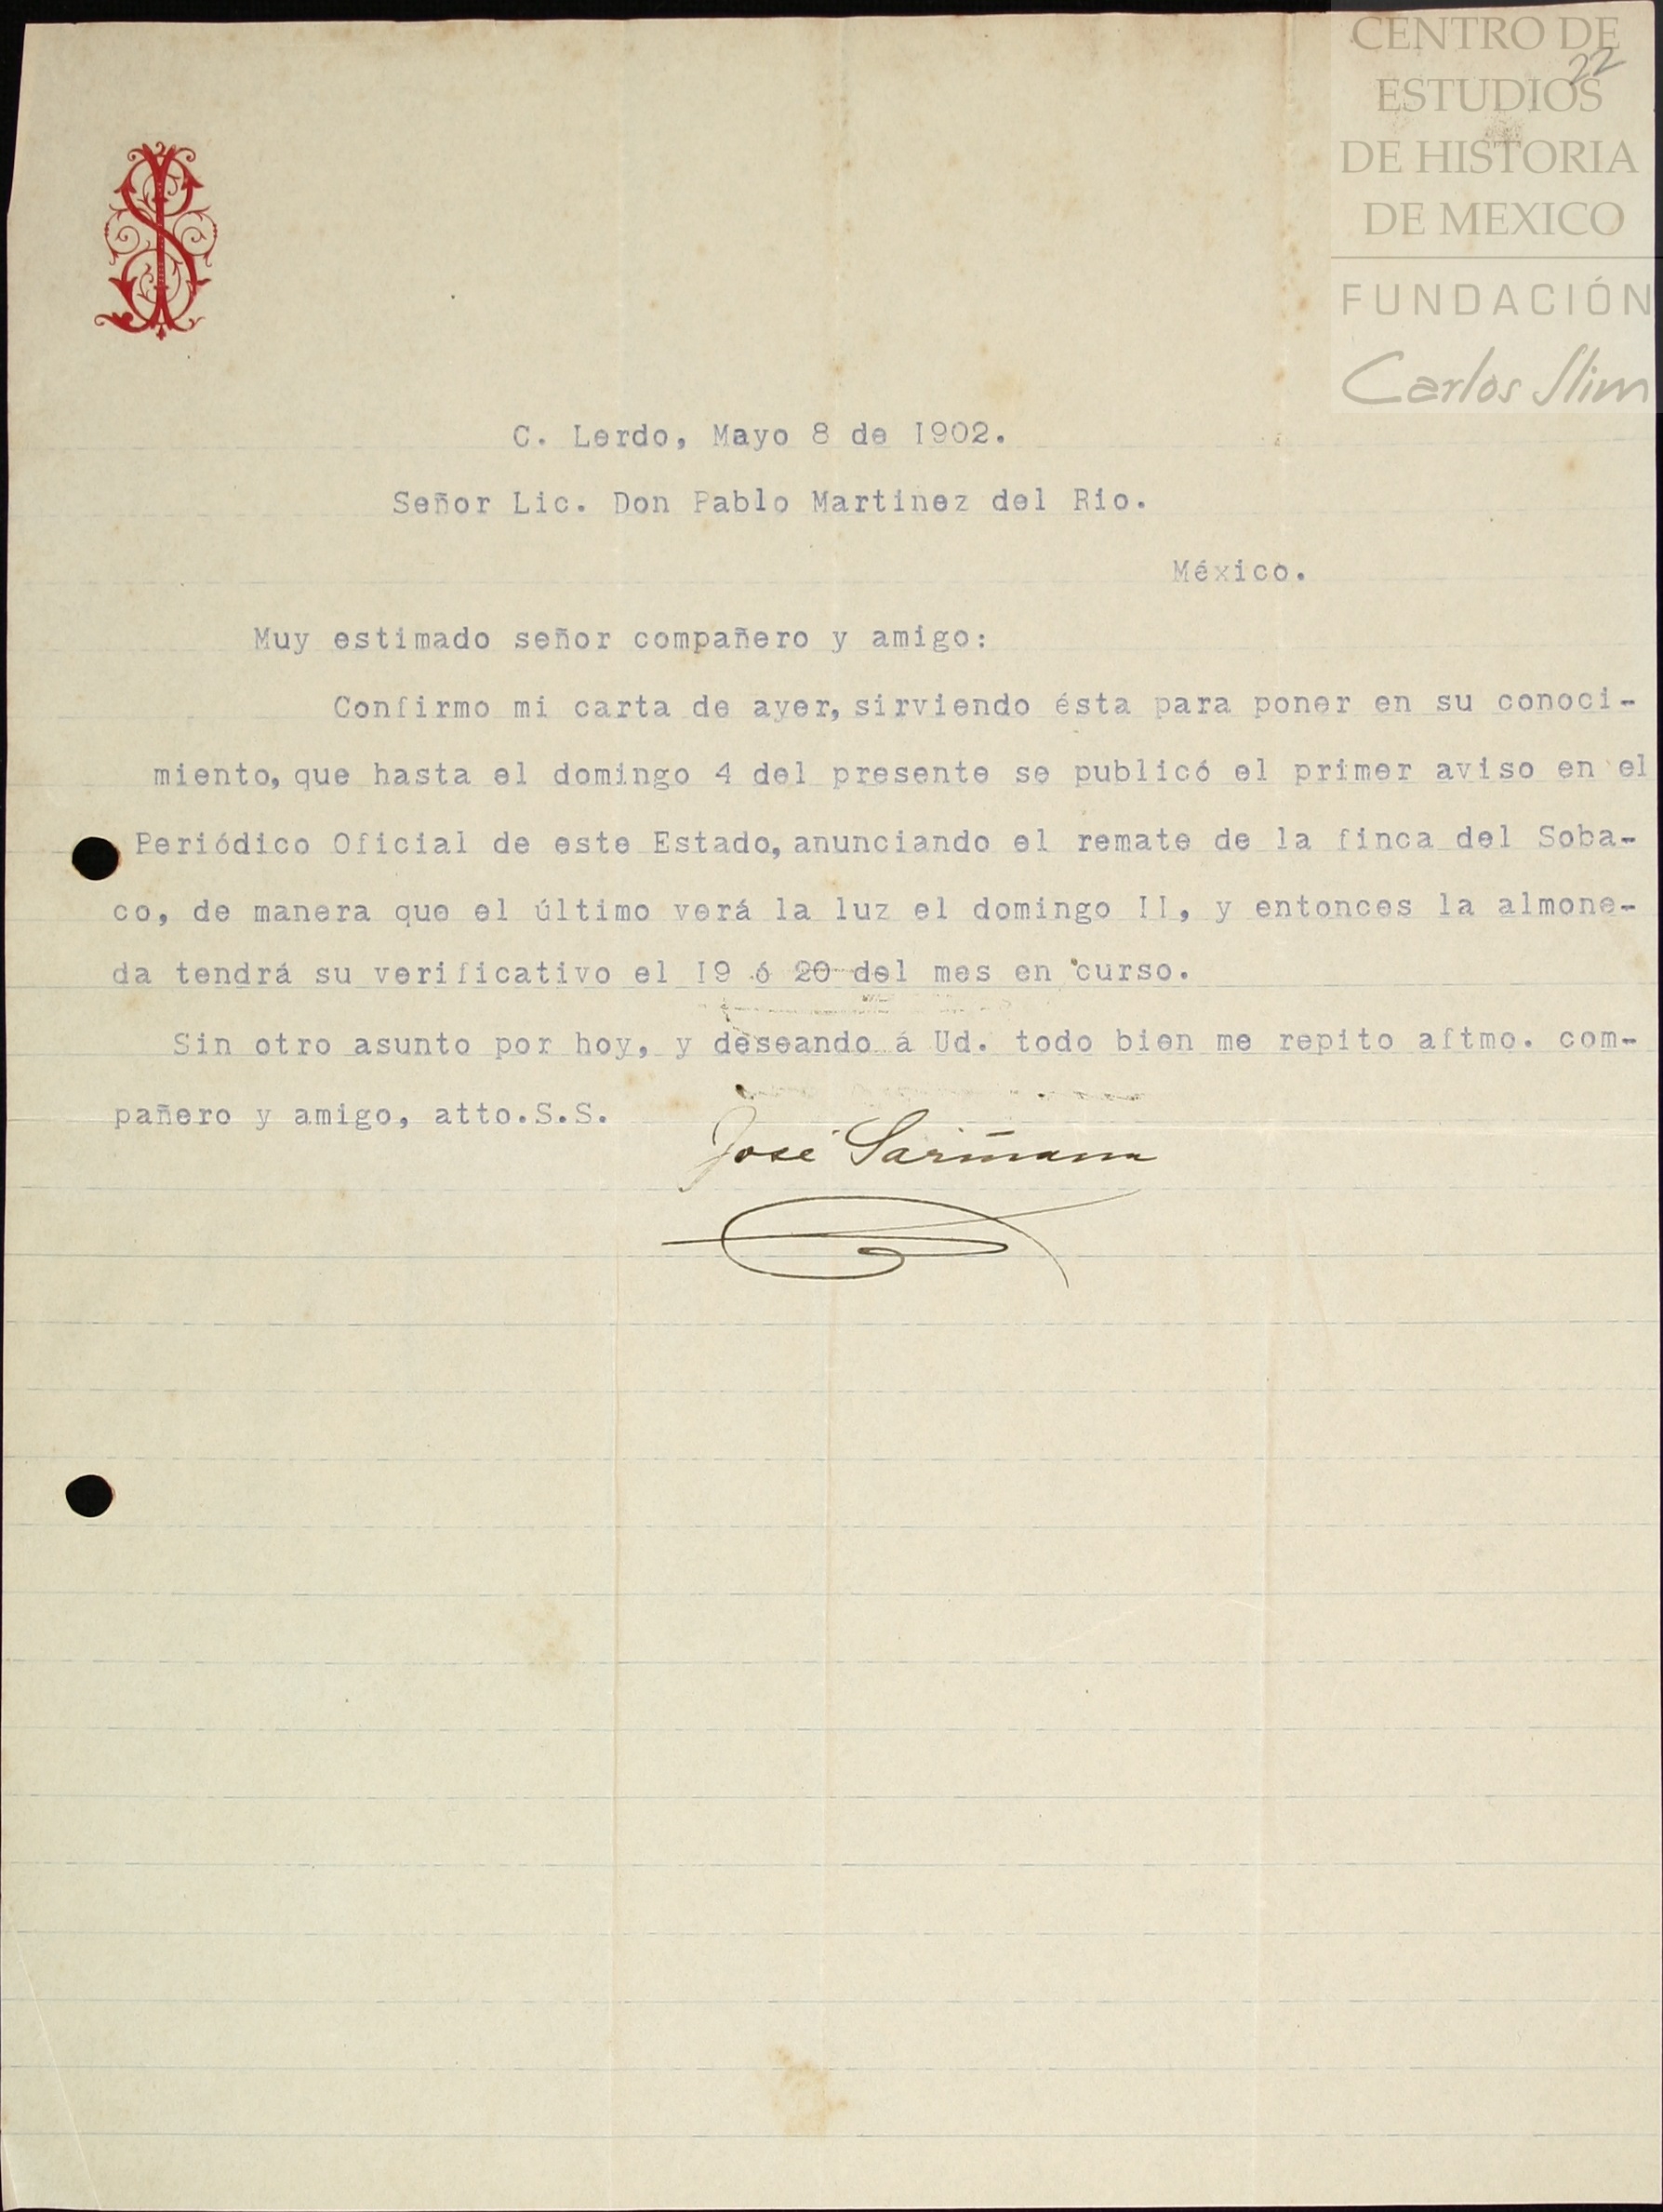 CENTRO DE
ESTUDIOS
DE HISTORIA
DE MEXICO
FUNDACIÓN
Carlos Slim
22
C. Lerdo, Mayo 8 de 1902.
Señor Lic. Don Pablo Martinez del Rio.
México.
Muy estimado señor compañero y amigo:
Confirmo mi carta de ayer, sirviendo ésta para poner en su conoci-
miento, que hasta el domingo 4 del presente se publicó el primer aviso en el
Periódico Oficial de este Estado, anunciando el remate de la finca del Soba-
co, de manera que el último verá la luz el domingo II, y entonces la almone-
da tendrá su verificativo el I9 ó 20 del mes en curso.
Sin otro asunto por hoy, y deseando á Ud. todo bien me repito aftmo. com-
pañero y amigo, atto.S.S.
José Sariñana